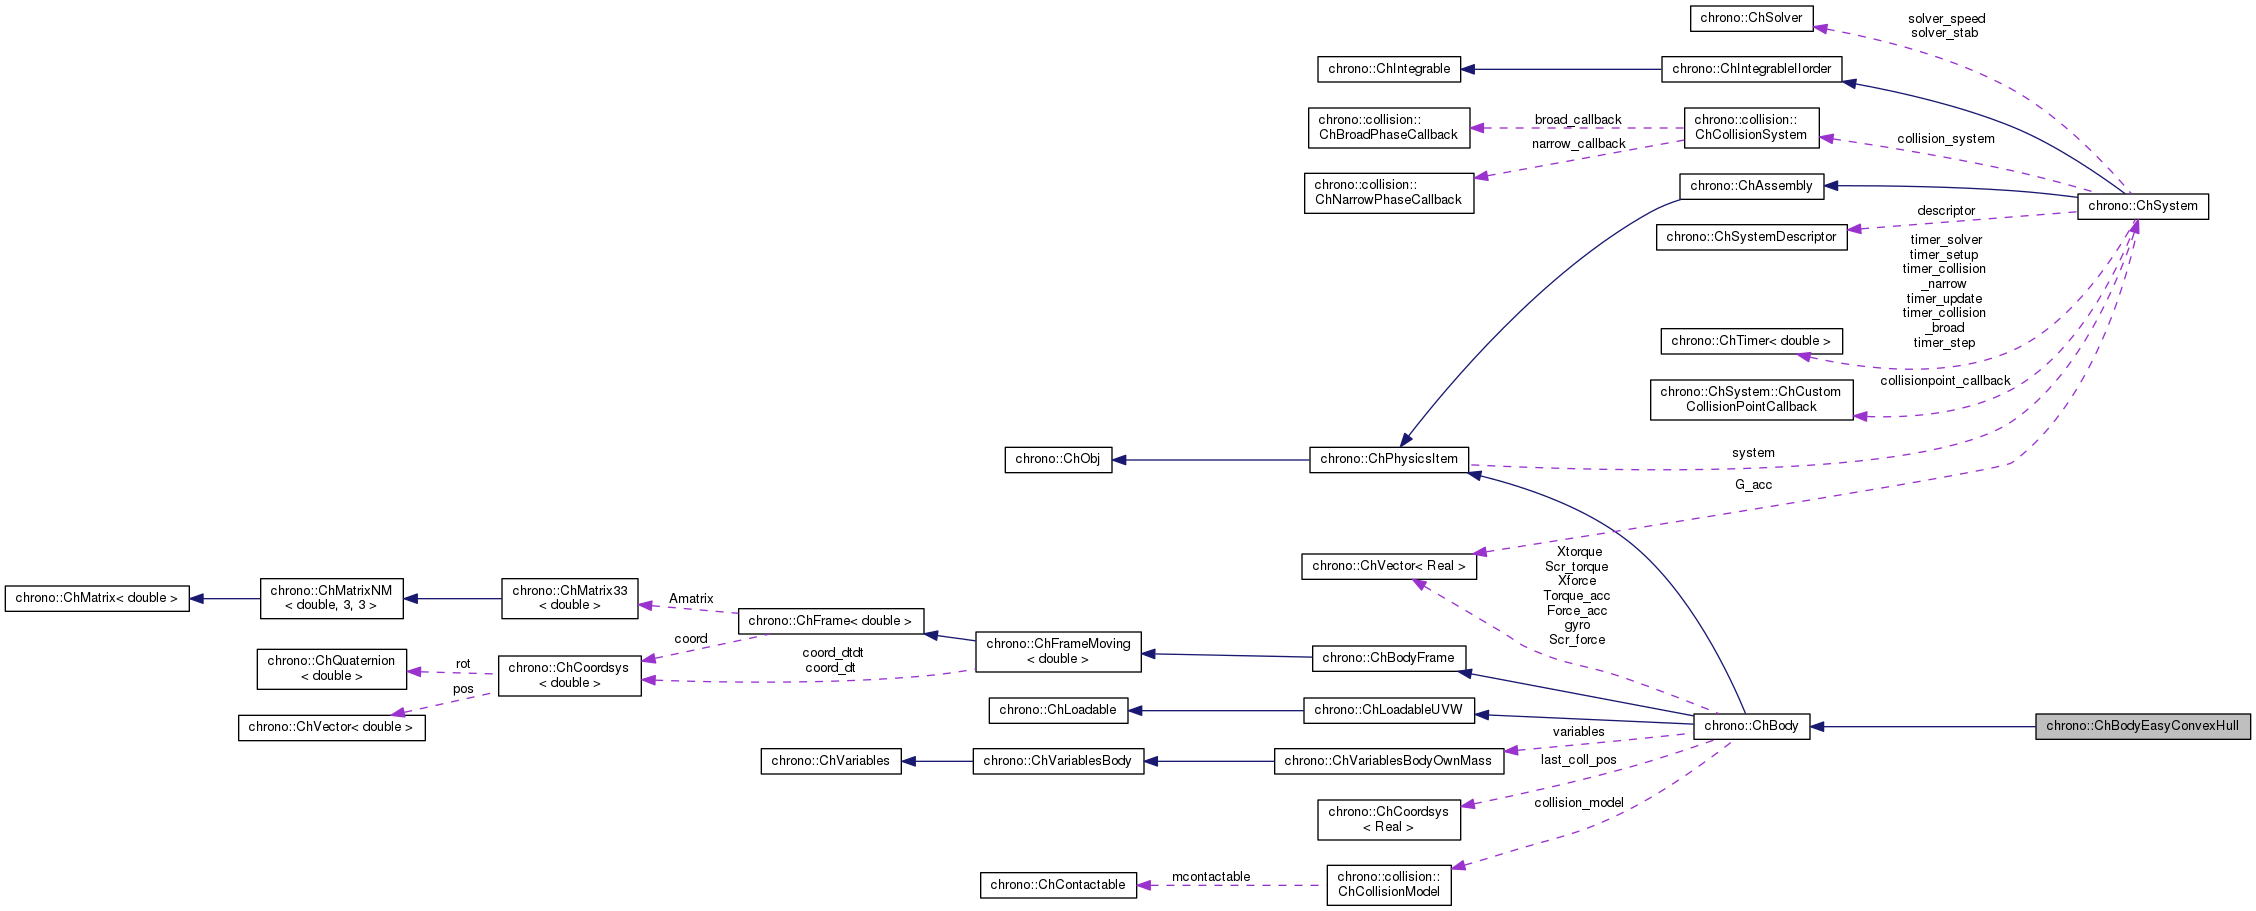 chrono::ChSolver
solver_speed
solver_stab
chrono::ChIntegrable
chrono::ChIntegrableIIorder
chrono::collision::
ChBroadPhaseCallback
broad_callback
chrono::collision::
ChCollisionSystem
collision_system
narrow_callback
chrono::collision::
ChNarrowPhaseCallback
chrono::ChAssembly
chrono::ChSystem
descriptor
chrono::ChSystemDescriptor
timer_solver
timer_setup
timer_collision
_narrow
timer_update
timer_collision
_broad
timer_step
chrono::ChTimer< double >
collisionpoint_callback
chrono::ChSystem::ChCustom
CollisionPointCallback
chrono::ChObj
chrono::ChPhysicsItem
system
G_acc
chrono::ChVector< Real >
Xtorque
Scr_torque
Xforce
Torque_acc
Force_acc
gyro
Scr_force
chrono::ChMatrix< double >
chrono::ChMatrixNM
< double, 3, 3 >
chrono::ChMatrix33
< double >
Amatrix
chrono::ChFrame< double >
coord
chrono::ChFrameMoving
< double >
coord_dtdt
coord_dt
chrono::ChBodyFrame
chrono::ChQuaternion
< double >
rot
chrono::ChCoordsys
< double >
pos
chrono::ChVector< double >
chrono::ChLoadable
chrono::ChLoadableUVW
chrono::ChBody
chrono::ChBodyEasyConvexHull
variables
chrono::ChVariables
chrono::ChVariablesBody
chrono::ChVariablesBodyOwnMass
last_coll_pos
chrono::ChCoordsys
< Real >
collision_model
chrono::ChContactable
mcontactable
chrono::collision::
ChCollisionModel